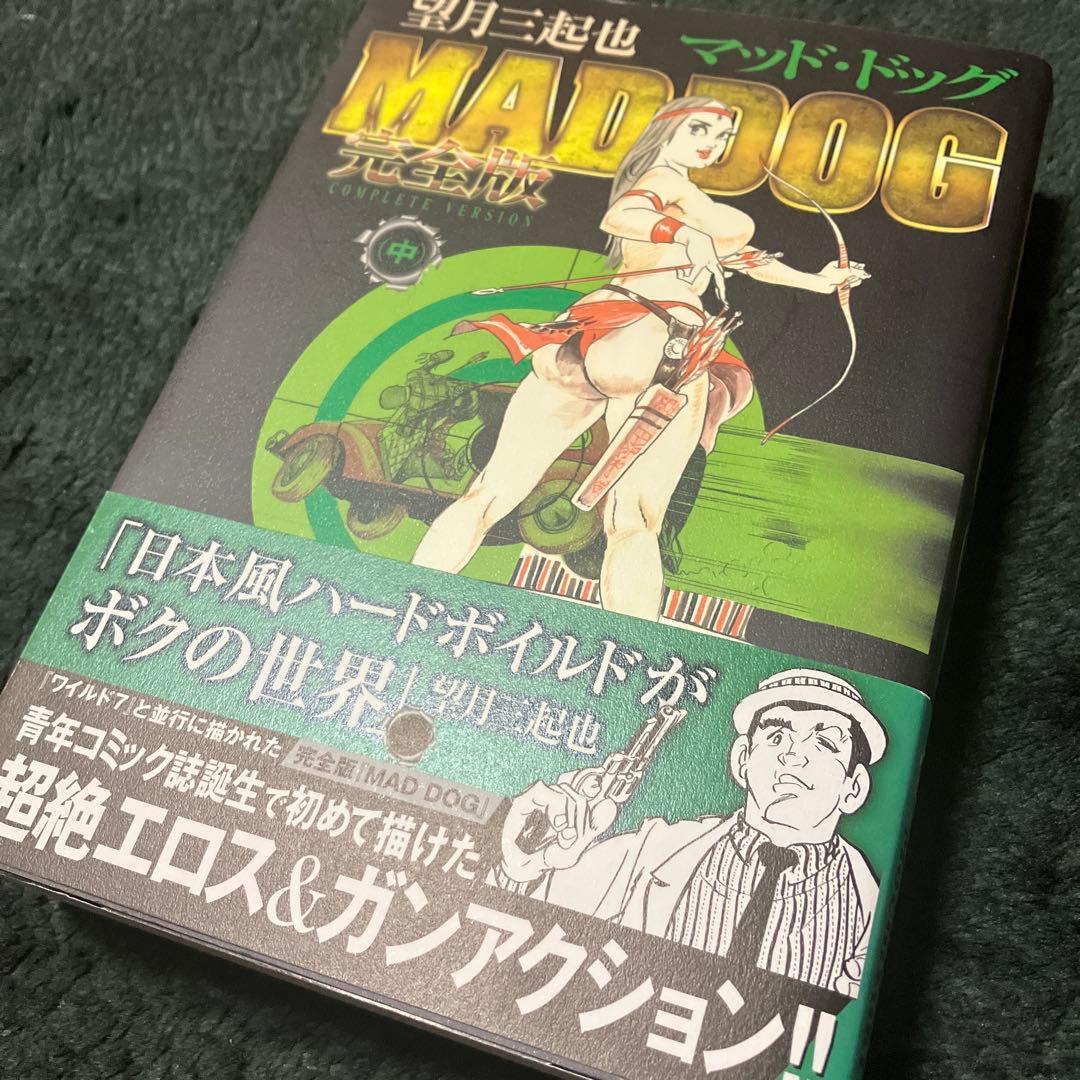 望月三起也
マッド・ドッグ
MAD DOG
完全版
COMPLETE VERSION
中
「日本風ハードボイルドが
ボクの世界」望月三起也
『ワイルド7』と並行に描かれた 完全版『MAD DOG』
青年コミック誌誕生で初めて描けた
超絶エロス&ガンアクション!!